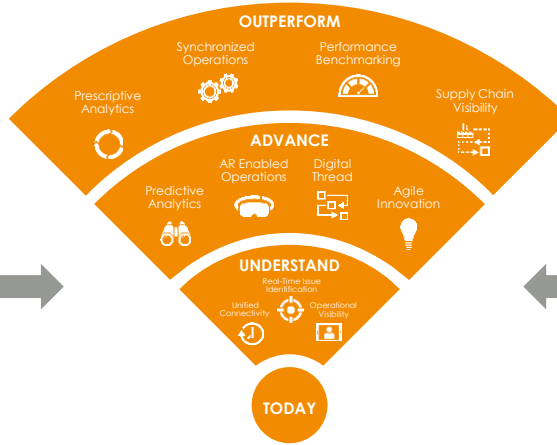 OUTPERFORM
Synchronized
Operations
Performance
Benchmarking
Prescriptive
Analytics
Supply Chain
Visibility
ADVANCE
AR Enabled
Operations
Digital
Thread
Predictive
Analytics
Agile
Innovation
UNDERSTAND
Real-Time Issue
Identification
Unified
Connectivity
Operational
Visibility
TODAY